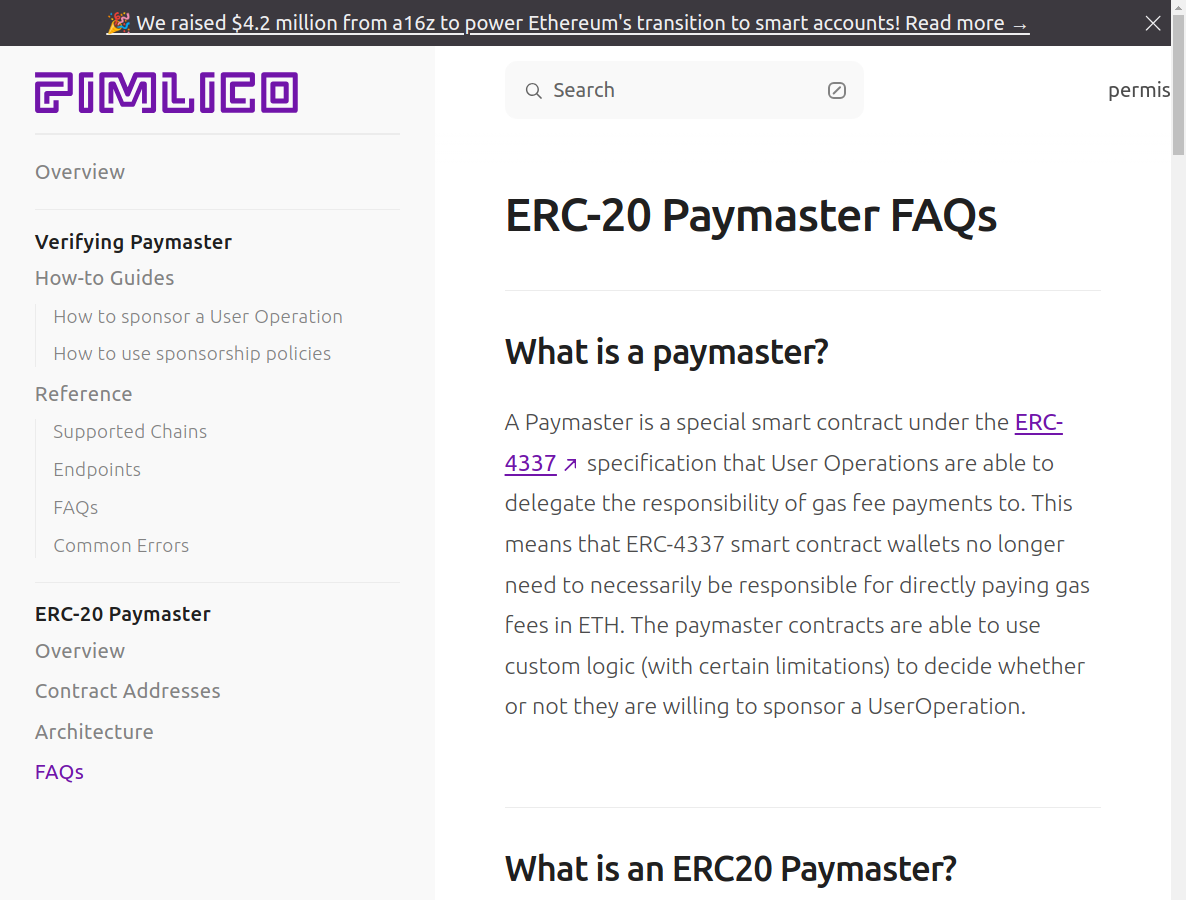 🎉 We raised $4.2 million from a16z to power Ethereum's transition to smart accounts! Read more →
PIMLICO
Search
permis
Overview
Verifying Paymaster
How-to Guides
How to sponsor a User Operation
How to use sponsorship policies
Reference
Supported Chains
Endpoints
FAQs
Common Errors
ERC-20 Paymaster
Overview
Contract Addresses
Architecture
FAQs
ERC-20 Paymaster FAQs
What is a paymaster?
A Paymaster is a special smart contract under the ERC-
4337 ↗ specification that User Operations are able to
delegate the responsibility of gas fee payments to. This
means that ERC-4337 smart contract wallets no longer
need to necessarily be responsible for directly paying gas
fees in ETH. The paymaster contracts are able to use
custom logic (with certain limitations) to decide whether
or not they are willing to sponsor a UserOperation.
What is an ERC20 Paymaster?